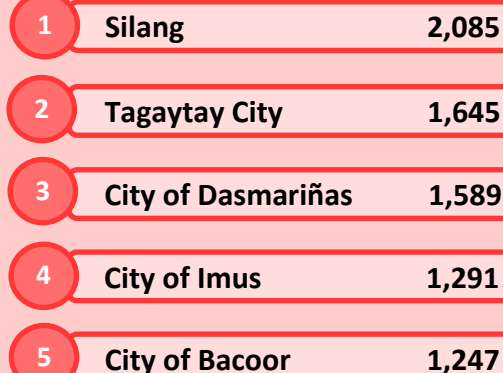 1 Silang 2,085
2 Tagaytay City 1,645
3 City of Dasmariñas 1,589
4 City of Imus 1,291
5 City of Bacoor 1,247